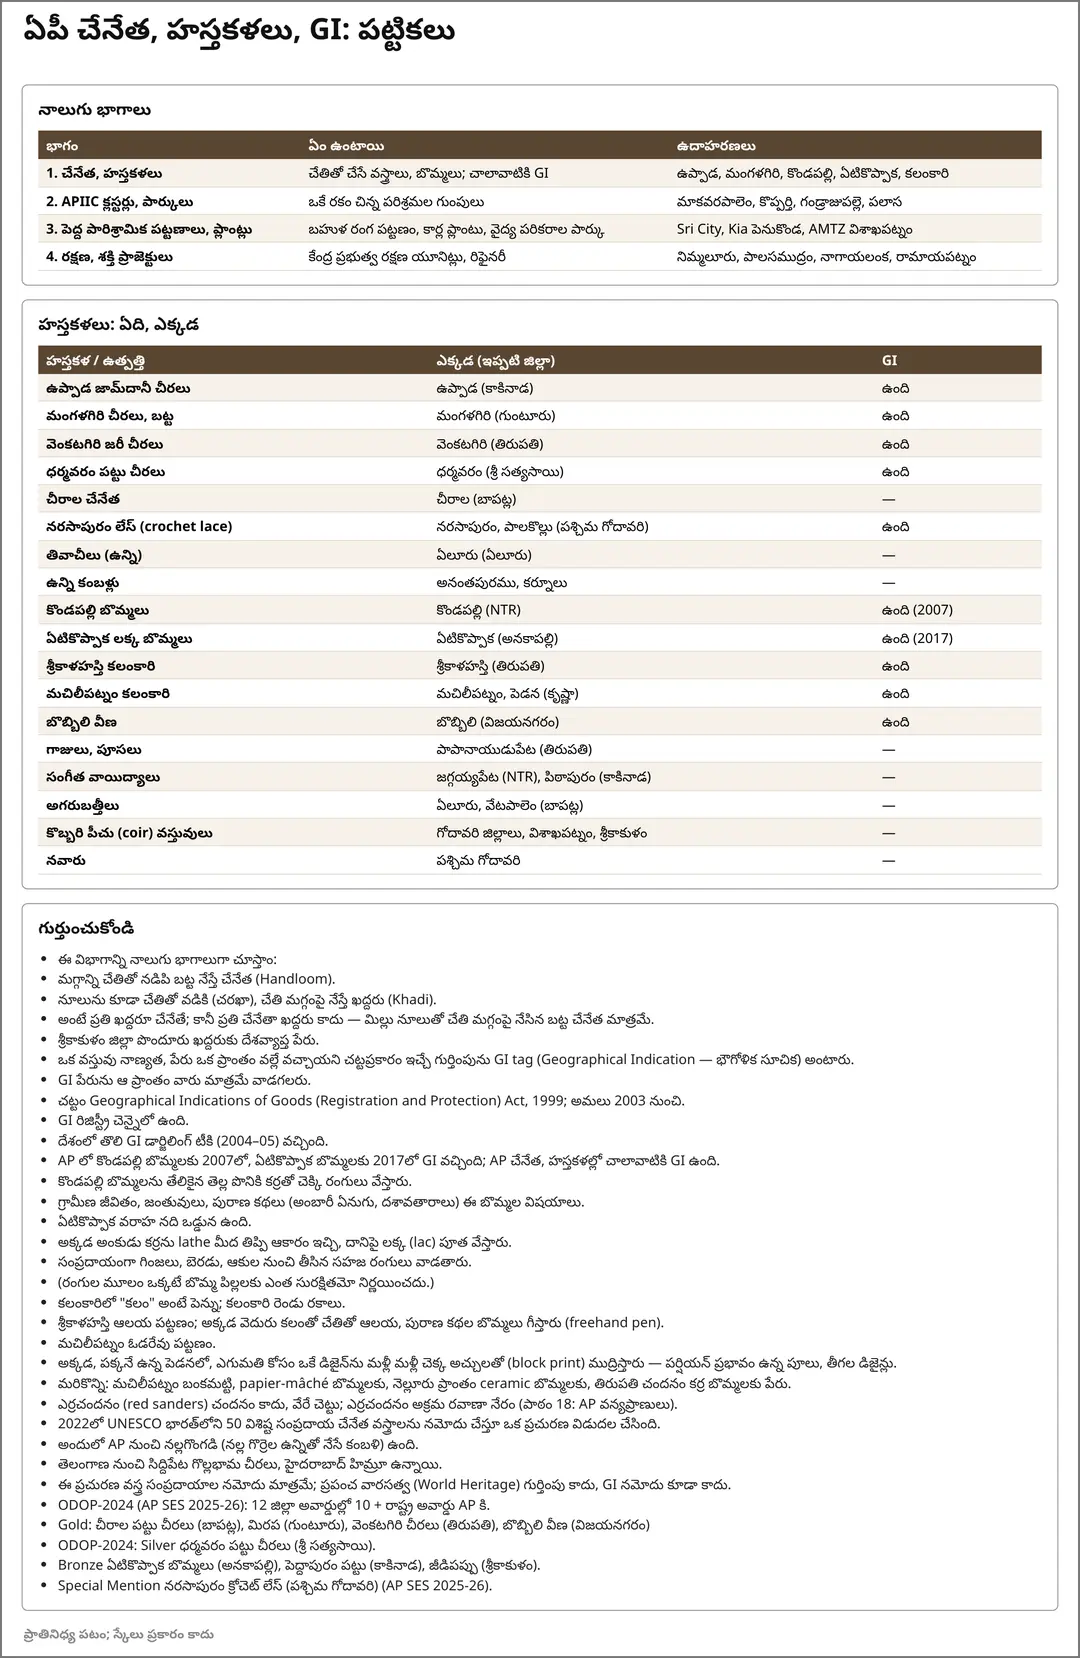 ఏపీ చేనేత, హస్తకళలు, GI: పట్టికలు
నాలుగు భాగాలు
భాగం ఏం ఉంటాయి ఉదాహరణలు
1. చేనేత, హస్తకళలు చేతితో చేసే వస్త్రాలు, బొమ్మలు; చాలావాటికి GI ఉప్పాడ, మంగళగిరి, కొండపల్లి, ఏటికొప్పాక, కలంకారి
2. APIIC క్లస్టర్లు, పార్కులు ఒకే రకం చిన్న పరిశ్రమల గుంపులు మాకవరపాలెం, కొప్పర్తి, గండ్రాజుపల్లె, పలాస
3. పెద్ద పారిశ్రామిక పట్టణాలు, ప్లాంట్లు బహుళ రంగ పట్టణం, కార్ల ప్లాంటు, వైద్య పరికరాల పార్కు Sri City, Kia పెనుకొండ, AMTZ విశాఖపట్నం
4. రక్షణ, శక్తి ప్రాజెక్టులు కేంద్ర ప్రభుత్వ రక్షణ యూనిట్లు, రిఫైనరీ నిమ్మలూరు, పాలసముద్రం, నాగాయలంక, రామాయపట్నం
హస్తకళలు: ఏది, ఎక్కడ
హస్తకళ / ఉత్పత్తి ఎక్కడ (ఇప్పటి జిల్లా) GI
ఉప్పాడ జామ్‌దానీ చీరలు ఉప్పాడ (కాకినాడ) ఉంది
మంగళగిరి చీరలు, బట్ట మంగళగిరి (గుంటూరు) ఉంది
వెంకటగిరి జరీ చీరలు వెంకటగిరి (తిరుపతి) ఉంది
ధర్మవరం పట్టు చీరలు ధర్మవరం (శ్రీ సత్యసాయి) ఉంది
చీరాల చేనేత చీరాల (బాపట్ల) —
నరసాపురం లేస్ (crochet lace) నరసాపురం, పాలకొల్లు (పశ్చిమ గోదావరి) ఉంది
తివాచీలు (ఉన్ని) ఏలూరు (ఏలూరు) —
ఉన్ని కంబళ్లు అనంతపురము, కర్నూలు —
కొండపల్లి బొమ్మలు కొండపల్లి (NTR) ఉంది (2007)
ఏటికొప్పాక లక్క బొమ్మలు ఏటికొప్పాక (అనకాపల్లి) ఉంది (2017)
శ్రీకాళహస్తి కలంకారి శ్రీకాళహస్తి (తిరుపతి) ఉంది
మచిలీపట్నం కలంకారి మచిలీపట్నం, పెడన (కృష్ణా) ఉంది
బొబ్బిలి వీణ బొబ్బిలి (విజయనగరం) ఉంది
గాజులు, పూసలు పాపానాయుడుపేట (తిరుపతి) —
సంగీత వాయిద్యాలు జగ్గయ్యపేట (NTR), పిఠాపురం (కాకినాడ) —
అగరుబత్తీలు ఏలూరు, వేటపాలెం (బాపట్ల) —
కొబ్బరి పీచు (coir) వస్తువులు గోదావరి జిల్లాలు, విశాఖపట్నం, శ్రీకాకుళం —
నవారు పశ్చిమ గోదావరి —
గుర్తుంచుకోండి
• ఈ విభాగాన్ని నాలుగు భాగాలుగా చూస్తాం:
• మగ్గాన్ని చేతితో నడిపి బట్ట నేస్తే చేనేత (Handloom).
• నూలును కూడా చేతితో వడికి (చరఖా), చేతి మగ్గంపై నేస్తే ఖద్దరు (Khadi).
• అంటే ప్రతి ఖద్దరూ చేనేతే; కానీ ప్రతి చేనేతా ఖద్దరు కాదు — మిల్లు నూలుతో చేతి మగ్గంపై నేసిన బట్ట చేనేత మాత్రమే.
• శ్రీకాకుళం జిల్లా పొందూరు ఖద్దరుకు దేశవ్యాప్త పేరు.
• ఒక వస్తువు నాణ్యత, పేరు ఒక ప్రాంతం వల్లే వచ్చాయని చట్టప్రకారం ఇచ్చే గుర్తింపును GI tag (Geographical Indication — భౌగోళిక సూచిక) అంటారు.
• GI పేరును ఆ ప్రాంతం వారు మాత్రమే వాడగలరు.
• చట్టం Geographical Indications of Goods (Registration and Protection) Act, 1999; అమలు 2003 నుంచి.
• GI రిజిస్ట్రీ చెన్నైలో ఉంది.
• దేశంలో తొలి GI డార్జిలింగ్ టీకి (2004–05) వచ్చింది.
• AP లో కొండపల్లి బొమ్మలకు 2007లో, ఏటికొప్పాక బొమ్మలకు 2017లో GI వచ్చింది; AP చేనేత, హస్తకళల్లో చాలావాటికి GI ఉంది.
• కొండపల్లి బొమ్మలను తేలికైన తెల్ల పొనికి కర్రతో చెక్కి రంగులు వేస్తారు.
• గ్రామీణ జీవితం, జంతువులు, పురాణ కథలు (అంబారీ ఏనుగు, దశావతారాలు) ఈ బొమ్మల విషయాలు.
• ఏటికొప్పాక వరాహ నది ఒడ్డున ఉంది.
• అక్కడ అంకుడు కర్రను lathe మీద తిప్పి ఆకారం ఇచ్చి, దానిపై లక్క (lac) పూత వేస్తారు.
• సంప్రదాయంగా గింజలు, బెరడు, ఆకుల నుంచి తీసిన సహజ రంగులు వాడతారు.
• (రంగుల మూలం ఒక్కటే బొమ్మ పిల్లలకు ఎంత సురక్షితమో నిర్ణయించదు.)
• కలంకారిలో "కలం" అంటే పెన్ను; కలంకారి రెండు రకాలు.
• శ్రీకాళహస్తి ఆలయ పట్టణం; అక్కడ వెదురు కలంతో చేతితో ఆలయ, పురాణ కథల బొమ్మలు గీస్తారు (freehand pen).
• మచిలీపట్నం ఓడరేవు పట్టణం.
• అక్కడ, పక్కనే ఉన్న పెడనలో, ఎగుమతి కోసం ఒకే డిజైన్‌ను మళ్లీ మళ్లీ చెక్క అచ్చులతో (block print) ముద్రిస్తారు — పర్షియన్ ప్రభావం ఉన్న పూలు, తీగల డిజైన్లు.
• మరికొన్ని: మచిలీపట్నం బంకమట్టి, papier-mâché బొమ్మలకు, నెల్లూరు ప్రాంతం ceramic బొమ్మలకు, తిరుపతి చందనం కర్ర బొమ్మలకు పేరు.
• ఎర్రచందనం (red sanders) చందనం కాదు, వేరే చెట్టు; ఎర్రచందనం అక్రమ రవాణా నేరం (పాఠం 18: AP వన్యప్రాణులు).
• 2022లో UNESCO భారత్‌లోని 50 విశిష్ట సంప్రదాయ చేనేత వస్త్రాలను నమోదు చేస్తూ ఒక ప్రచురణ విడుదల చేసింది.
• అందులో AP నుంచి నల్లగొంగడి (నల్ల గొర్రెల ఉన్నితో నేసే కంబళి) ఉంది.
• తెలంగాణ నుంచి సిద్దిపేట గొల్లభామ చీరలు, హైదరాబాద్ హిమ్రూ ఉన్నాయి.
• ఈ ప్రచురణ వస్త్ర సంప్రదాయాల నమోదు మాత్రమే; ప్రపంచ వారసత్వ (World Heritage) గుర్తింపు కాదు, GI నమోదు కూడా కాదు.
• ODOP-2024 (AP SES 2025-26): 12 జిల్లా అవార్డుల్లో 10 + రాష్ట్ర అవార్డు AP కి.
• Gold: చీరాల పట్టు చీరలు (బాపట్ల), మిరప (గుంటూరు), వెంకటగిరి చీరలు (తిరుపతి), బొబ్బిలి వీణ (విజయనగరం)
• ODOP-2024: Silver ధర్మవరం పట్టు చీరలు (శ్రీ సత్యసాయి).
• Bronze ఏటికొప్పాక బొమ్మలు (అనకాపల్లి), పెద్దాపురం పట్టు (కాకినాడ), జీడిపప్పు (శ్రీకాకుళం).
• Special Mention నరసాపురం క్రోచెట్ లేస్ (పశ్చిమ గోదావరి) (AP SES 2025-26).
ప్రాతినిధ్య పటం; స్కేలు ప్రకారం కాదు